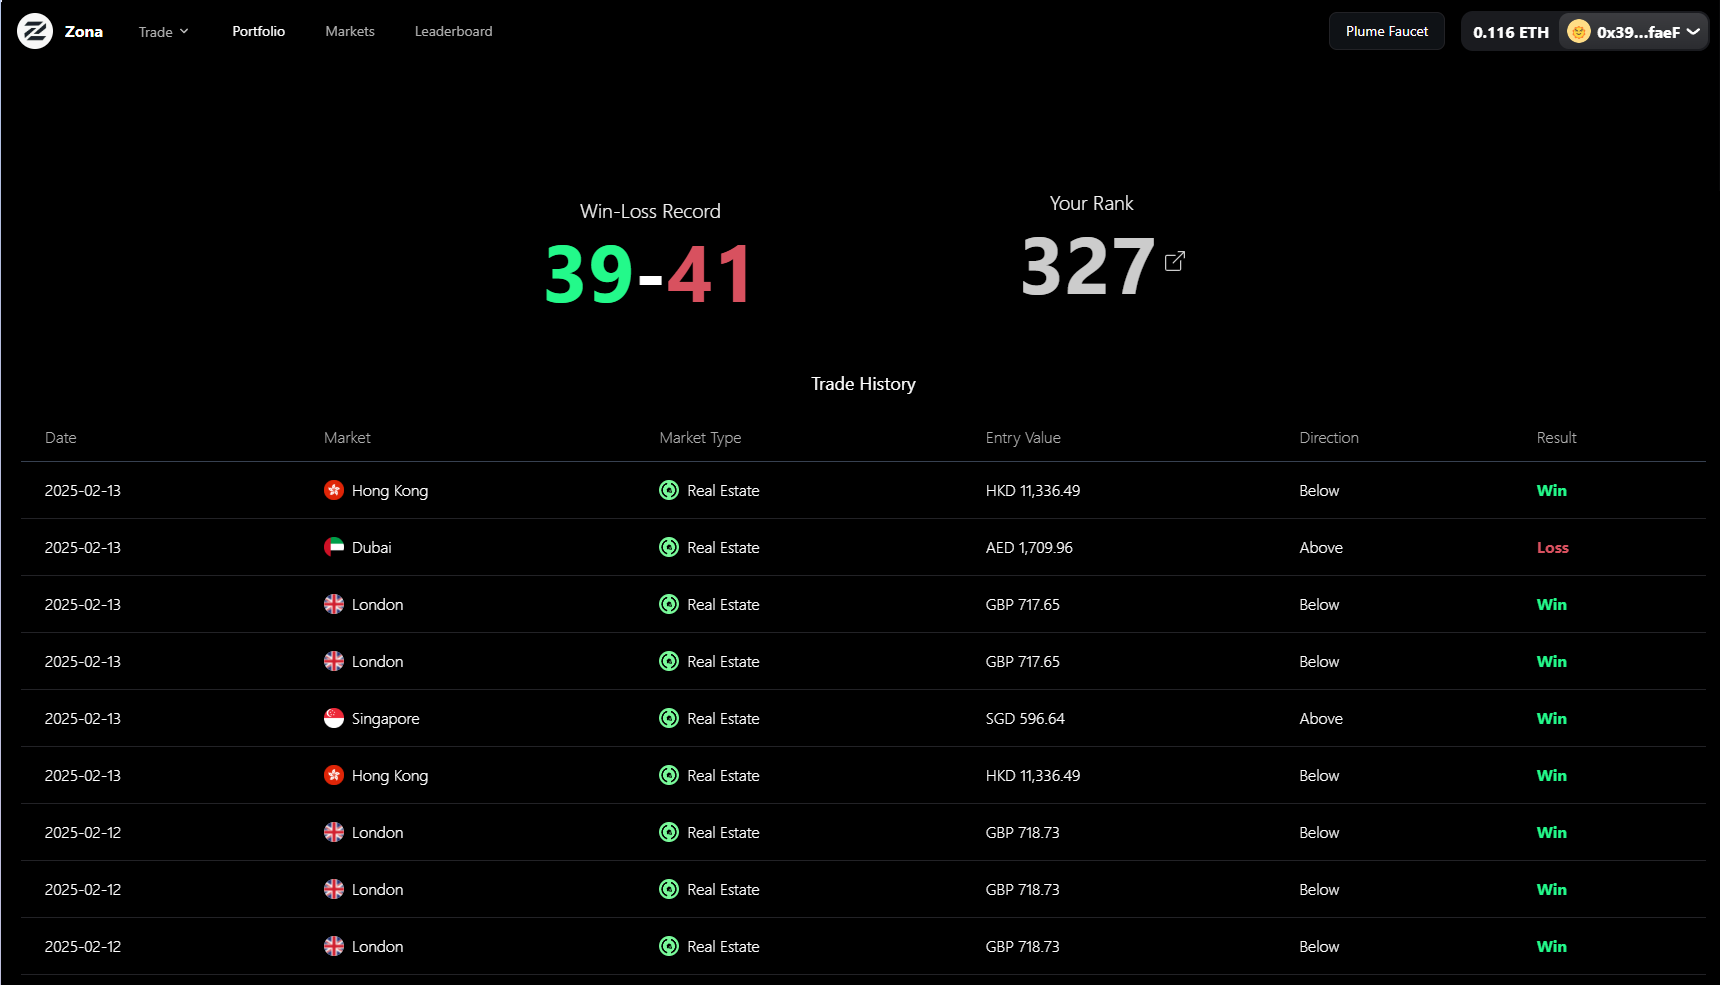 Zona Trade Portfolio Markets Leaderboard Plume Faucet 0.116 ETH 0x39...faeF
Win-Loss Record
39-41
Your Rank
327
Trade History
Date Market Market Type Entry Value Direction Result
2025-02-13 Hong Kong Real Estate HKD 11,336.49 Below Win
2025-02-13 Dubai Real Estate AED 1,709.96 Above Loss
2025-02-13 London Real Estate GBP 717.65 Below Win
2025-02-13 London Real Estate GBP 717.65 Below Win
2025-02-13 Singapore Real Estate SGD 596.64 Above Win
2025-02-13 Hong Kong Real Estate HKD 11,336.49 Below Win
2025-02-12 London Real Estate GBP 718.73 Below Win
2025-02-12 London Real Estate GBP 718.73 Below Win
2025-02-12 London Real Estate GBP 718.73 Below Win